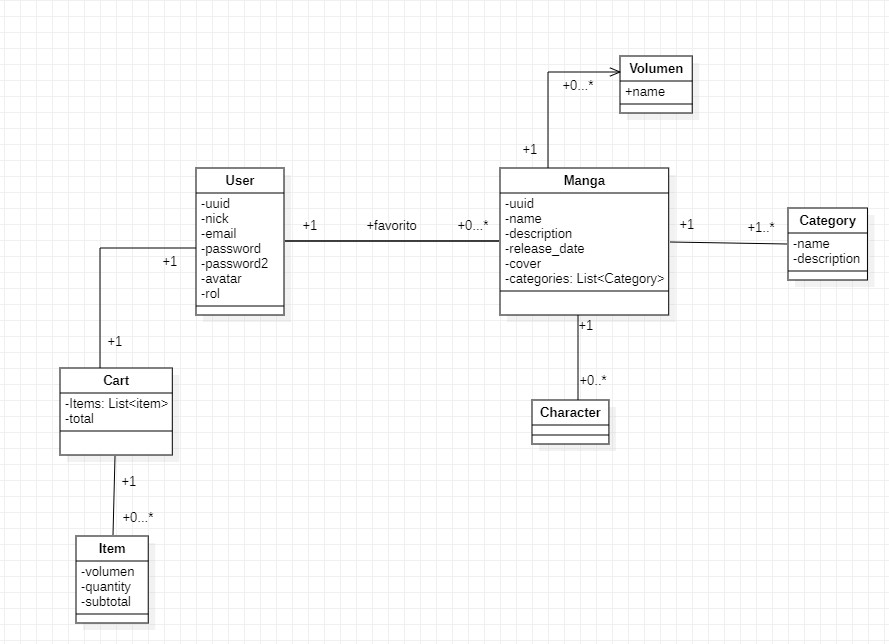 Volumen
+name
+0...*
+1
User
-uuid
-nick
-email
-password
-password2
-avatar
-rol
+1
+favorito
+0...*
Manga
-uuid
-name
-description
-release_date
-cover
-categories: List<Category>
+1
+1..*
Category
-name
-description
+1
+1
Cart
-Items: List<item>
-total
+1
+0..*
Character
+1
+0...*
Item
-volumen
-quantity
-subtotal